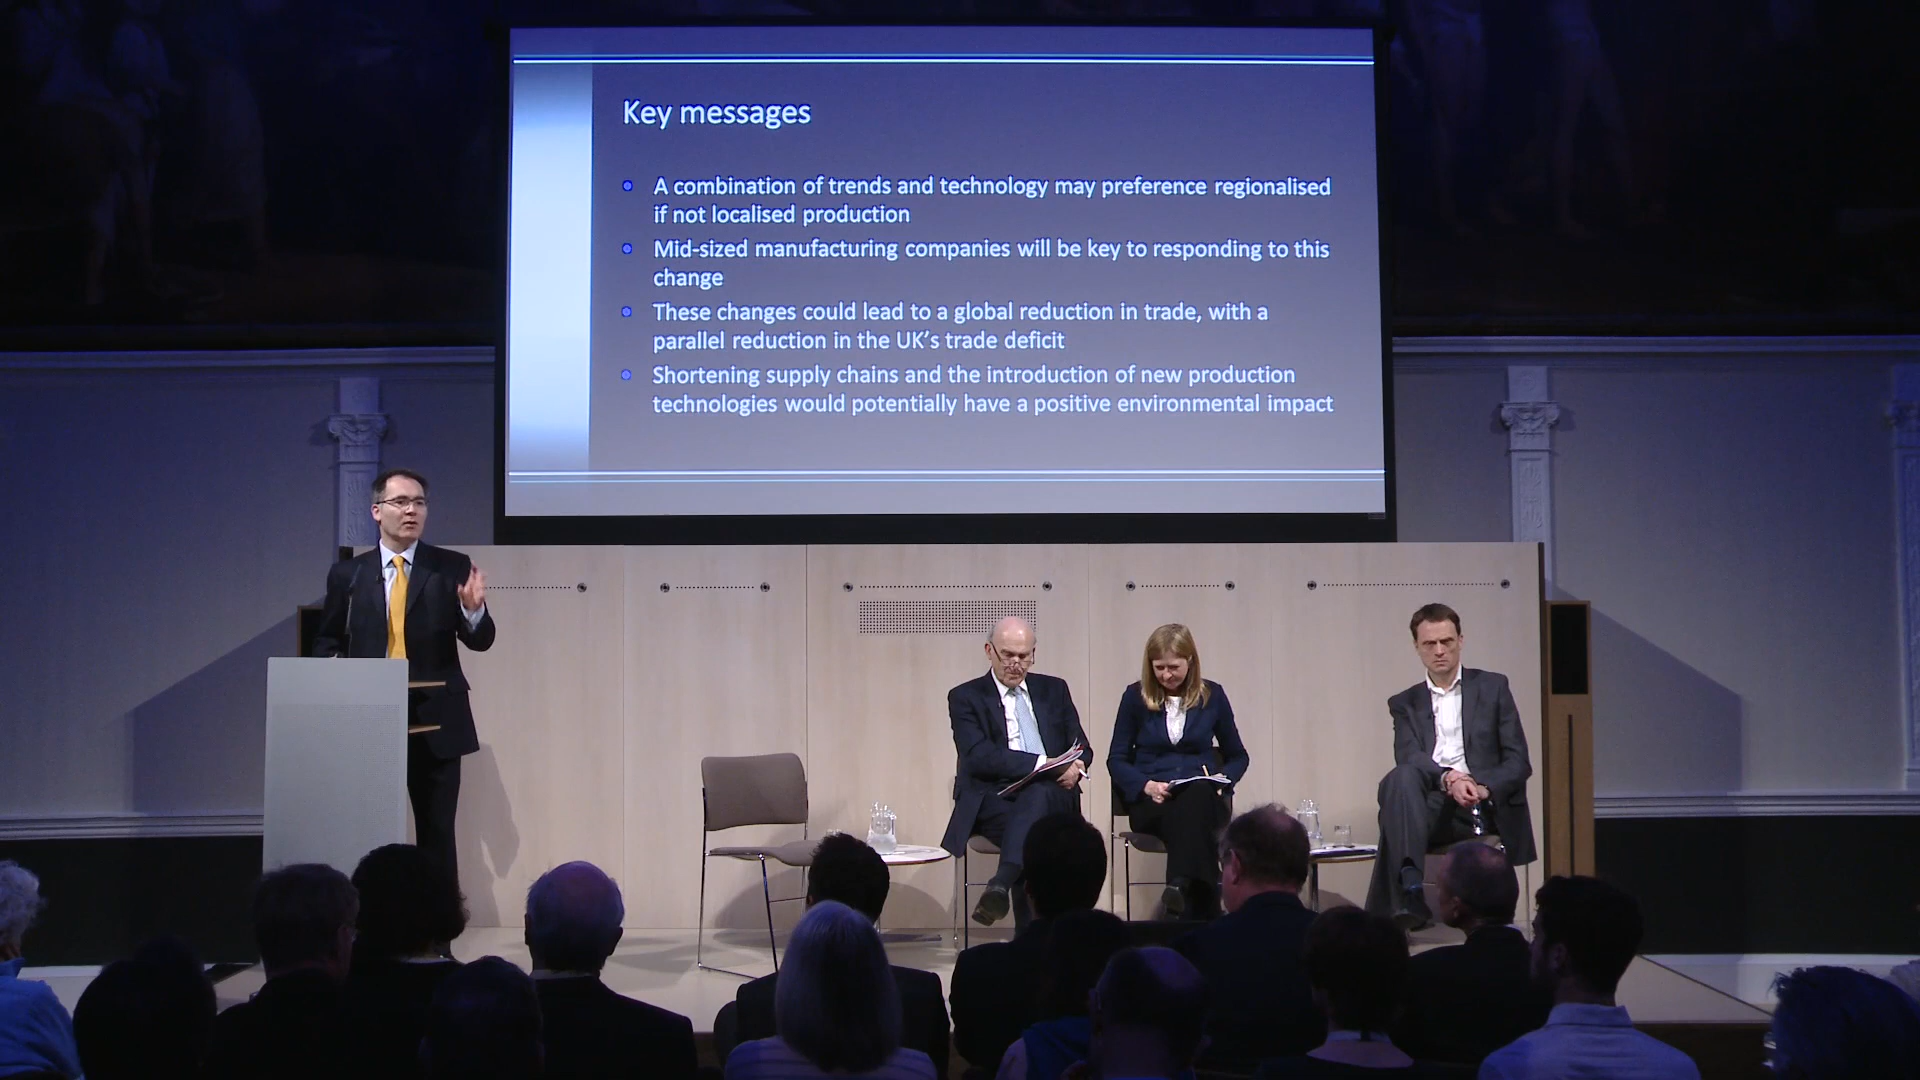 Key messages
A combination of trends and technology may preference regionalised
if not localised production
Mid-sized manufacturing companies will be key to responding to this
change
These changes could lead to a global reduction in trade, with a
parallel reduction in the UK's trade deficit
Shortening supply chains and the introduction of new production
technologies would potentially have a positive environmental impact